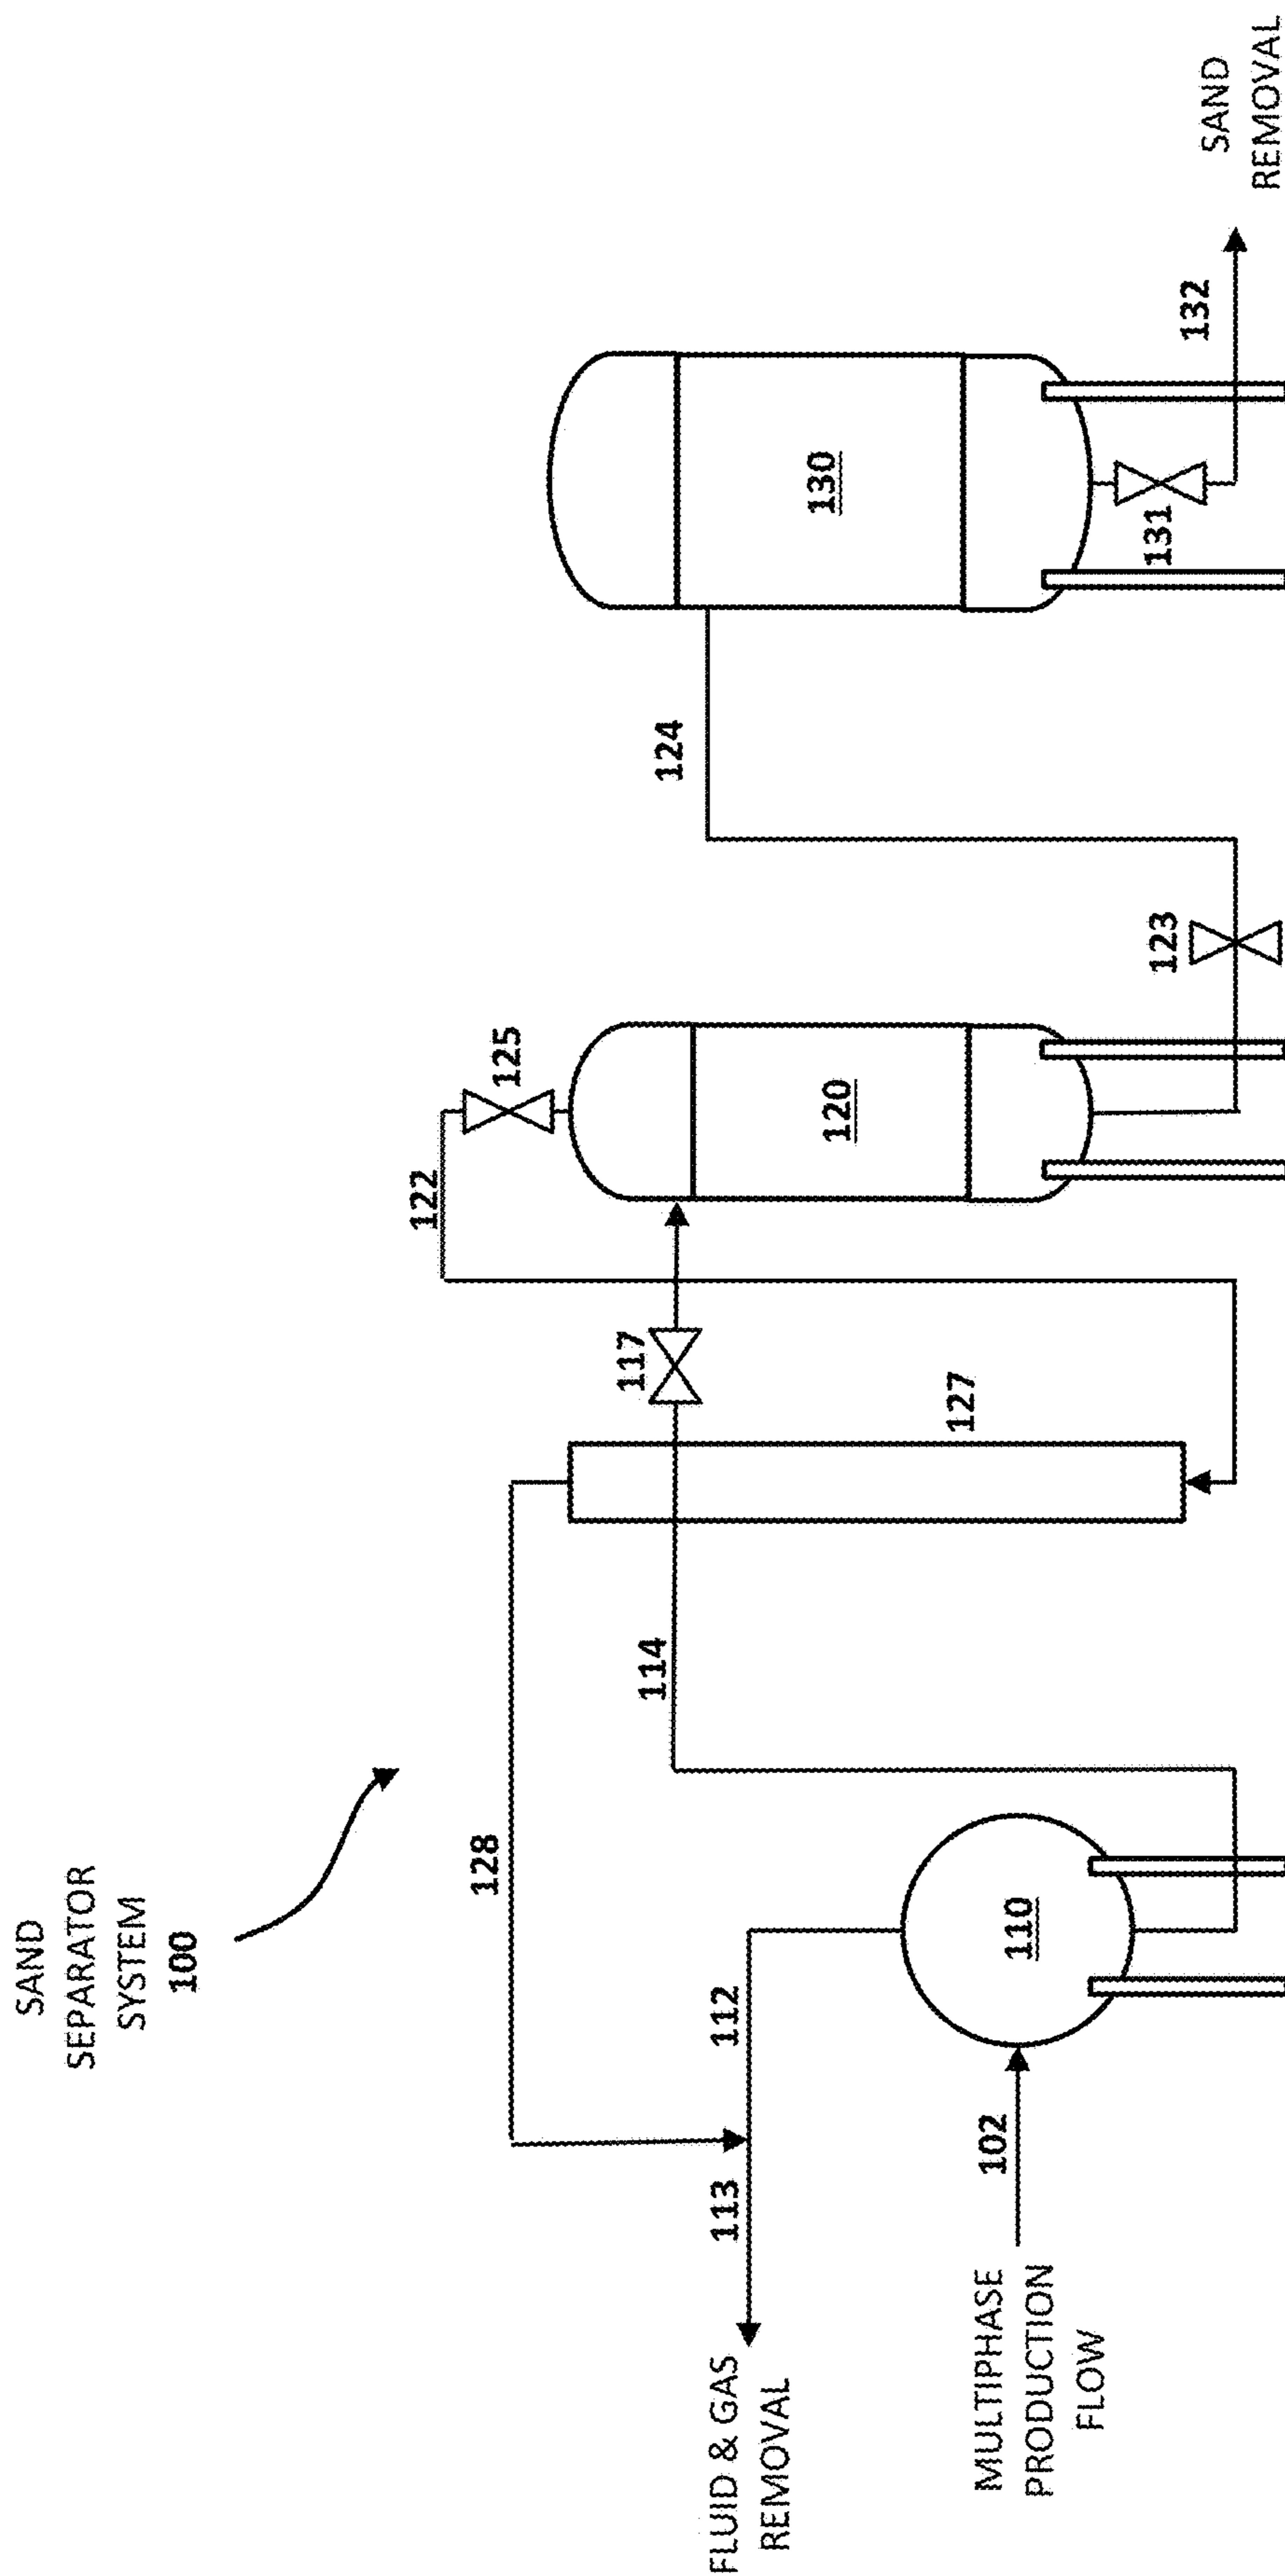 SAND
SEPARATOR
SYSTEM
100
128
122
125
FLUID & GAS
REMOVAL
113
112
114
117
124
127
120
130
MULTIPHASE
PRODUCTION
FLOW
102
110
123
131
132
SAND
REMOVAL